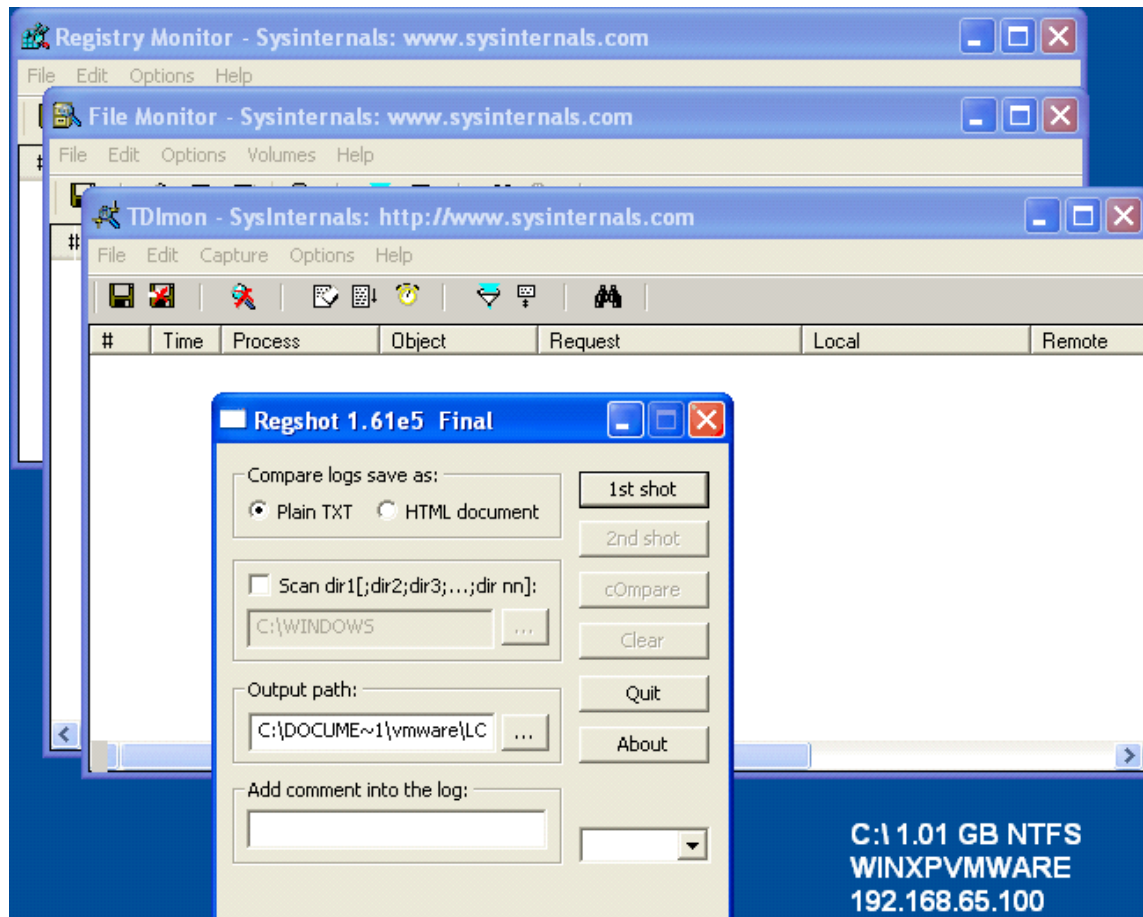 Registry Monitor - Sysinternals: www.sysinternals.com
File Edit Options Help
File Monitor - Sysinternals: www.sysinternals.com
#
File Edit Options Volumes Help
TDImon - SysInternals: http://www.sysinternals.com
#
File Edit Capture Options Help
# Time Process Object Request Local Remote
Regshot 1.61e5 Final
Compare logs save as:
Plain TXT HTML document
1st shot
2nd shot
Scan dir1[;dir2;dir3;...;dir nn]:
cOmpare
C:\WINDOWS ...
Clear
Output path:
Quit
C:\DOCUME~1\vmware\LC ...
About
Add comment into the log:
C:\ 1.01 GB NTFS
WINXPVMWARE
192.168.65.100